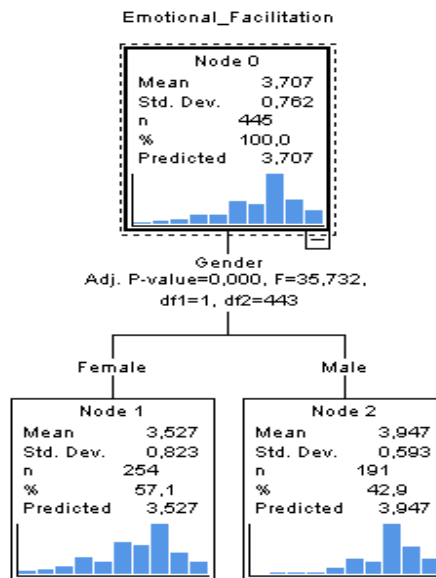 Emotional_Facilitation
Node 0
Mean 3,707
Std. Dev. 0,762
n 445
% 100,0
Predicted 3,707
Gender
Adj. P-value=0,000, F=35,732,
df1=1, df2=443
Female
Male
Node 1
Mean 3,527
Std. Dev. 0,823
n 254
% 57,1
Predicted 3,527
Node 2
Mean 3,947
Std. Dev. 0,593
n 191
% 42,9
Predicted 3,947